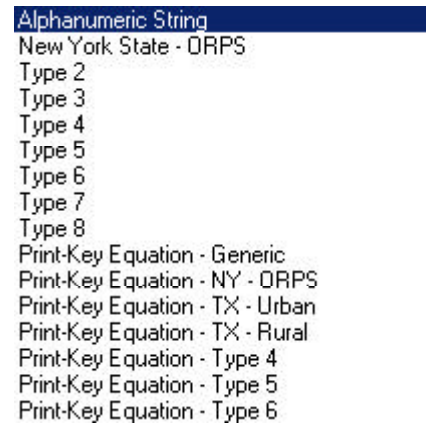 Alphanumeric String
New York State - ORPS
Type 2
Type 3
Type 4
Type 5
Type 6
Type 7
Type 8
Print-Key Equation - Generic
Print-Key Equation - NY - ORPS
Print-Key Equation - TX - Urban
Print-Key Equation - TX - Rural
Print-Key Equation - Type 4
Print-Key Equation - Type 5
Print-Key Equation - Type 6